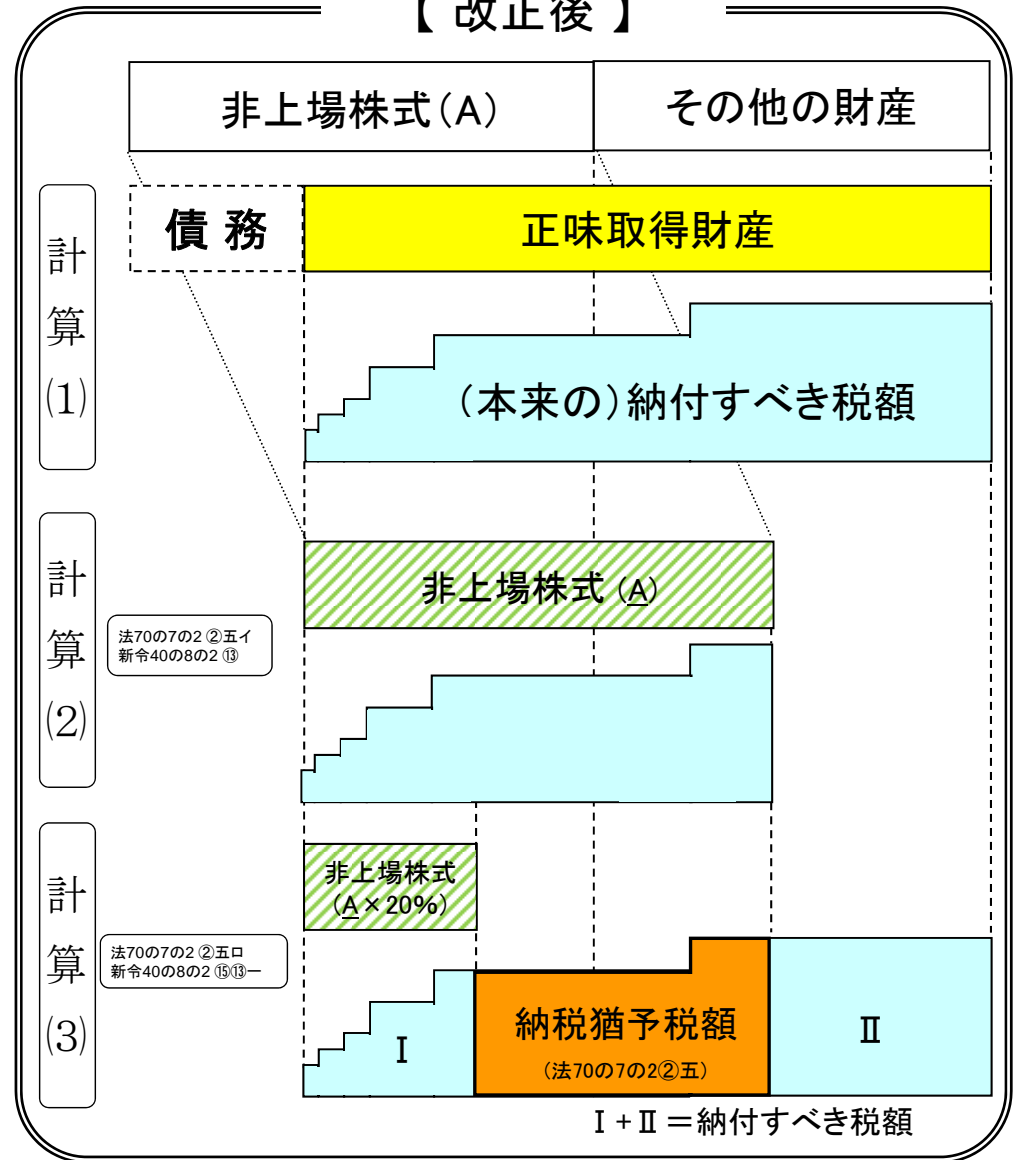 【 改正後 】
非上場株式(A)
その他の財産
計算(1)
債 務
正味取得財産
(本来の)納付すべき税額
計算(2)
法70の7の2 ②五イ
新令40の8の2 ⑬
非上場株式 (A)
計算(3)
法70の7の2 ②五ロ
新令40の8の2 ⑮⑬一
非上場株式
(A×20%)
Ⅰ
納税猶予税額
(法70の7の2②五)
Ⅱ
Ⅰ+Ⅱ=納付すべき税額